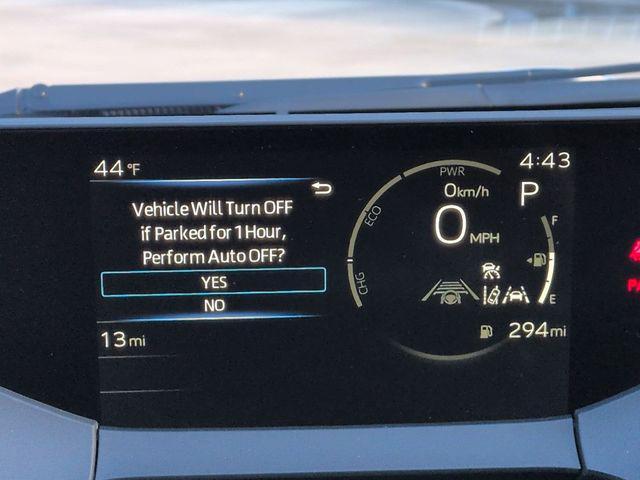 44°F
Vehicle Will Turn OFF
if Parked for 1 Hour,
Perform Auto OFF?
YES
NO
13 mi
PWR
ECO
CHG
0 km/h
0 MPH
4:43
P
F
E
294 mi